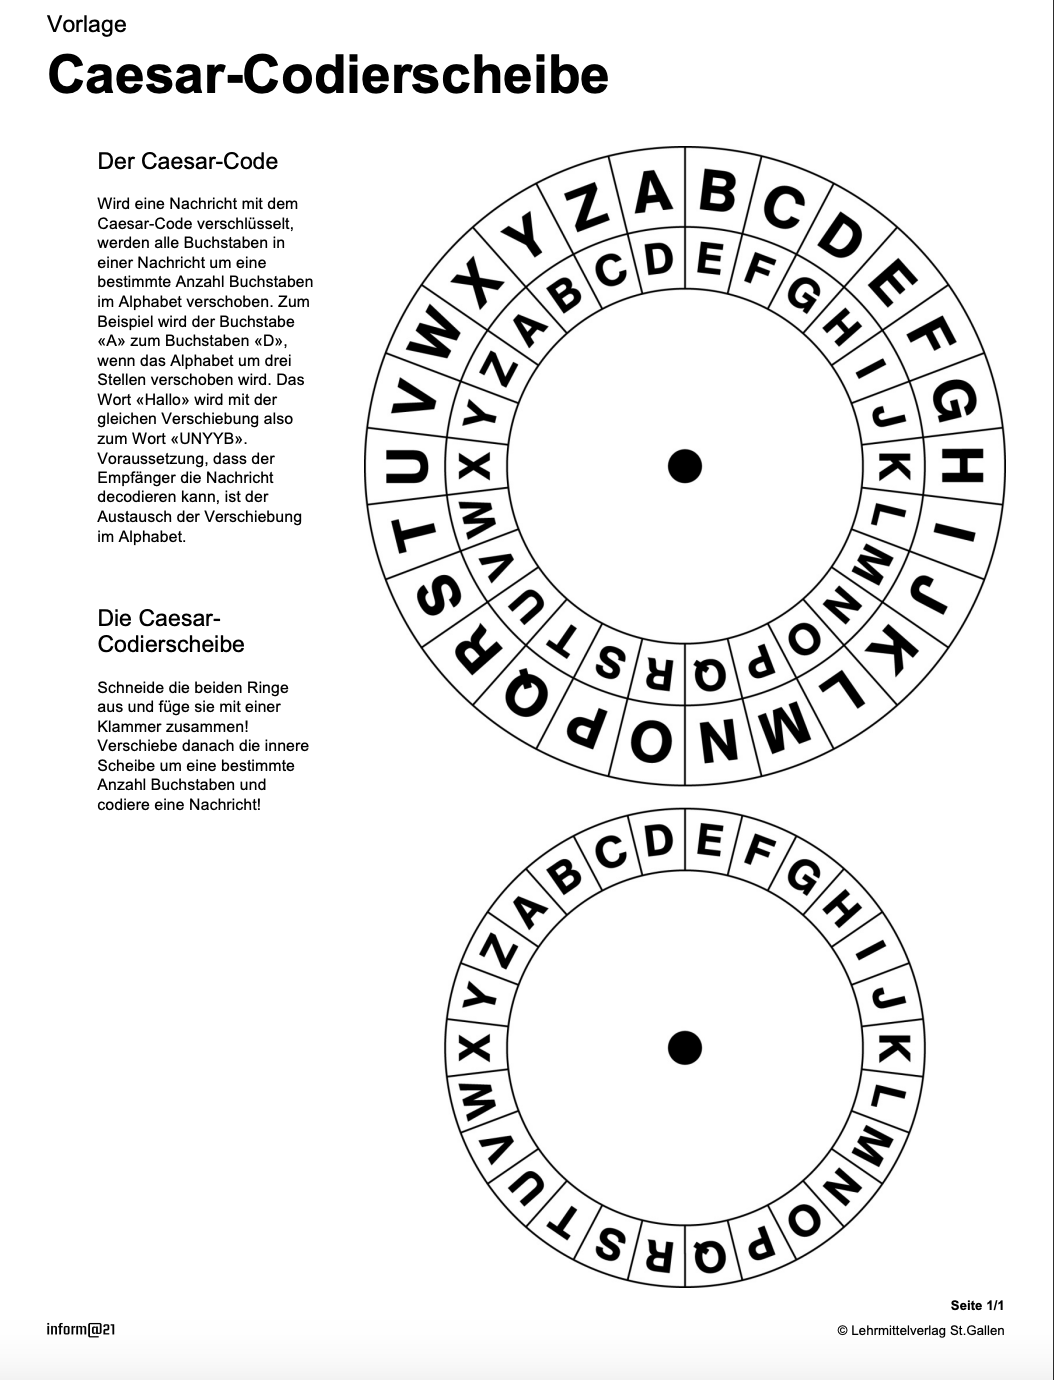 Vorlage
Caesar-Codierscheibe
Der Caesar-Code
Wird eine Nachricht mit dem
Caesar-Code verschlüsselt,
werden alle Buchstaben in
einer Nachricht um eine
bestimmte Anzahl Buchstaben
im Alphabet verschoben. Zum
Beispiel wird der Buchstabe
«A» zum Buchstaben «D»,
wenn das Alphabet um drei
Stellen verschoben wird. Das
Wort «Hallo» wird mit der
gleichen Verschiebung also
zum Wort «UNYYB».
Voraussetzung, dass der
Empfänger die Nachricht
decodieren kann, ist der
Austausch der Verschiebung
im Alphabet.
Die Caesar-
Codierscheibe
Schneide die beiden Ringe
aus und füge sie mit einer
Klammer zusammen!
Verschiebe danach die innere
Scheibe um eine bestimmte
Anzahl Buchstaben und
codiere eine Nachricht!
A B C D E F G H I J K L M N O P Q R S T U V W X Y Z
D E F G H I J K L M N O P Q R S T U V W X Y Z A B C
D E F G H I J K L M N O P Q R S T U V W X Y Z A B C
Seite 1/1
inform@21
© Lehrmittelverlag St.Gallen